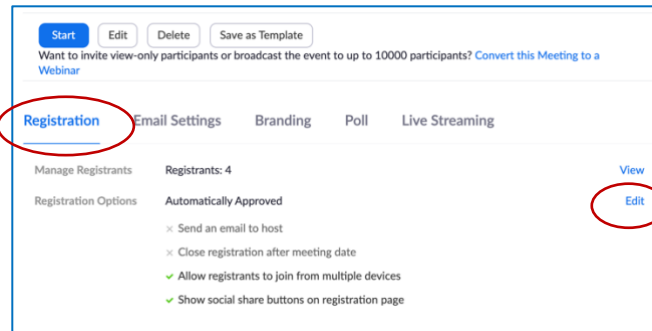 Start Edit Delete Save as Template
Want to invite view-only participants or broadcast the event to up to 10000 participants? Convert this Meeting to a
Webinar
Registration Email Settings Branding Poll Live Streaming
Manage Registrants Registrants: 4 View
Registration Options Automatically Approved Edit
× Send an email to host
× Close registration after meeting date
✓ Allow registrants to join from multiple devices
✓ Show social share buttons on registration page